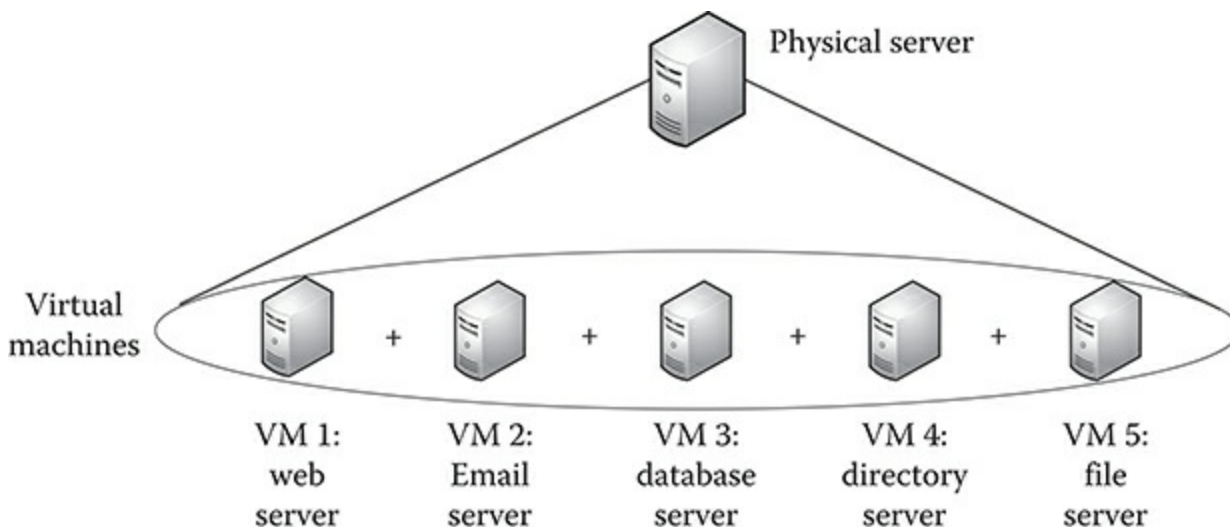 Physical server
Virtual
machines
+ + + +
VM 1:
web
server
VM 2:
Email
server
VM 3:
database
server
VM 4:
directory
server
VM 5:
file
server